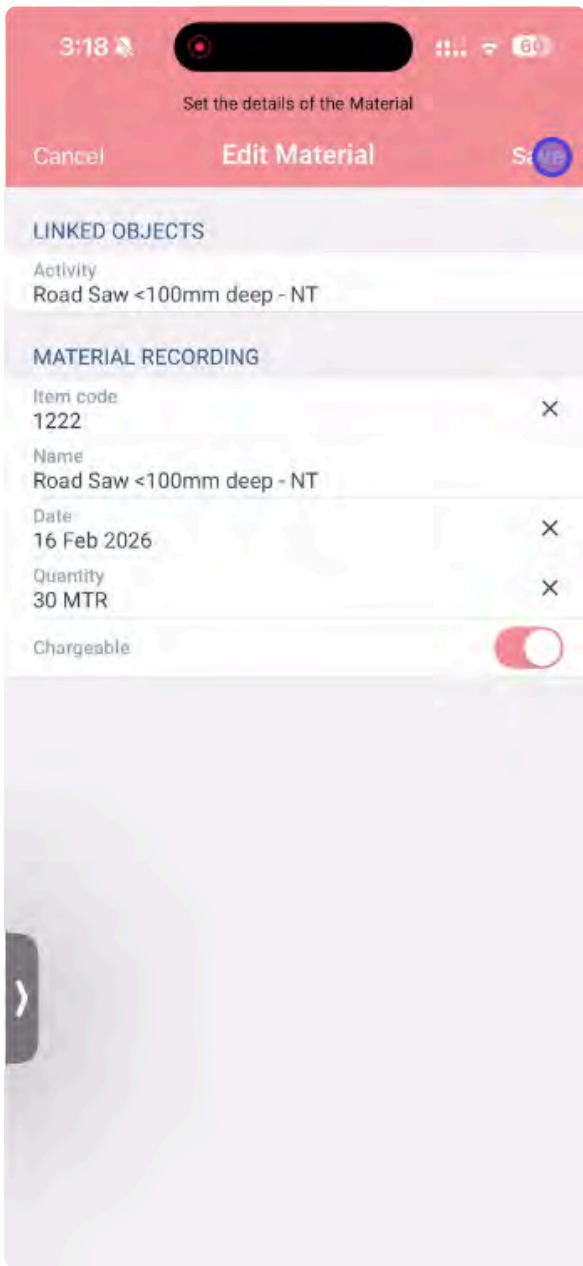 3:18
60
Set the details of the Material
Cancel
Edit Material
Save
LINKED OBJECTS
Activity
Road Saw <100mm deep - NT
MATERIAL RECORDING
Item code
1222
Name
Road Saw <100mm deep - NT
Date
16 Feb 2026
Quantity
30 MTR
Chargeable